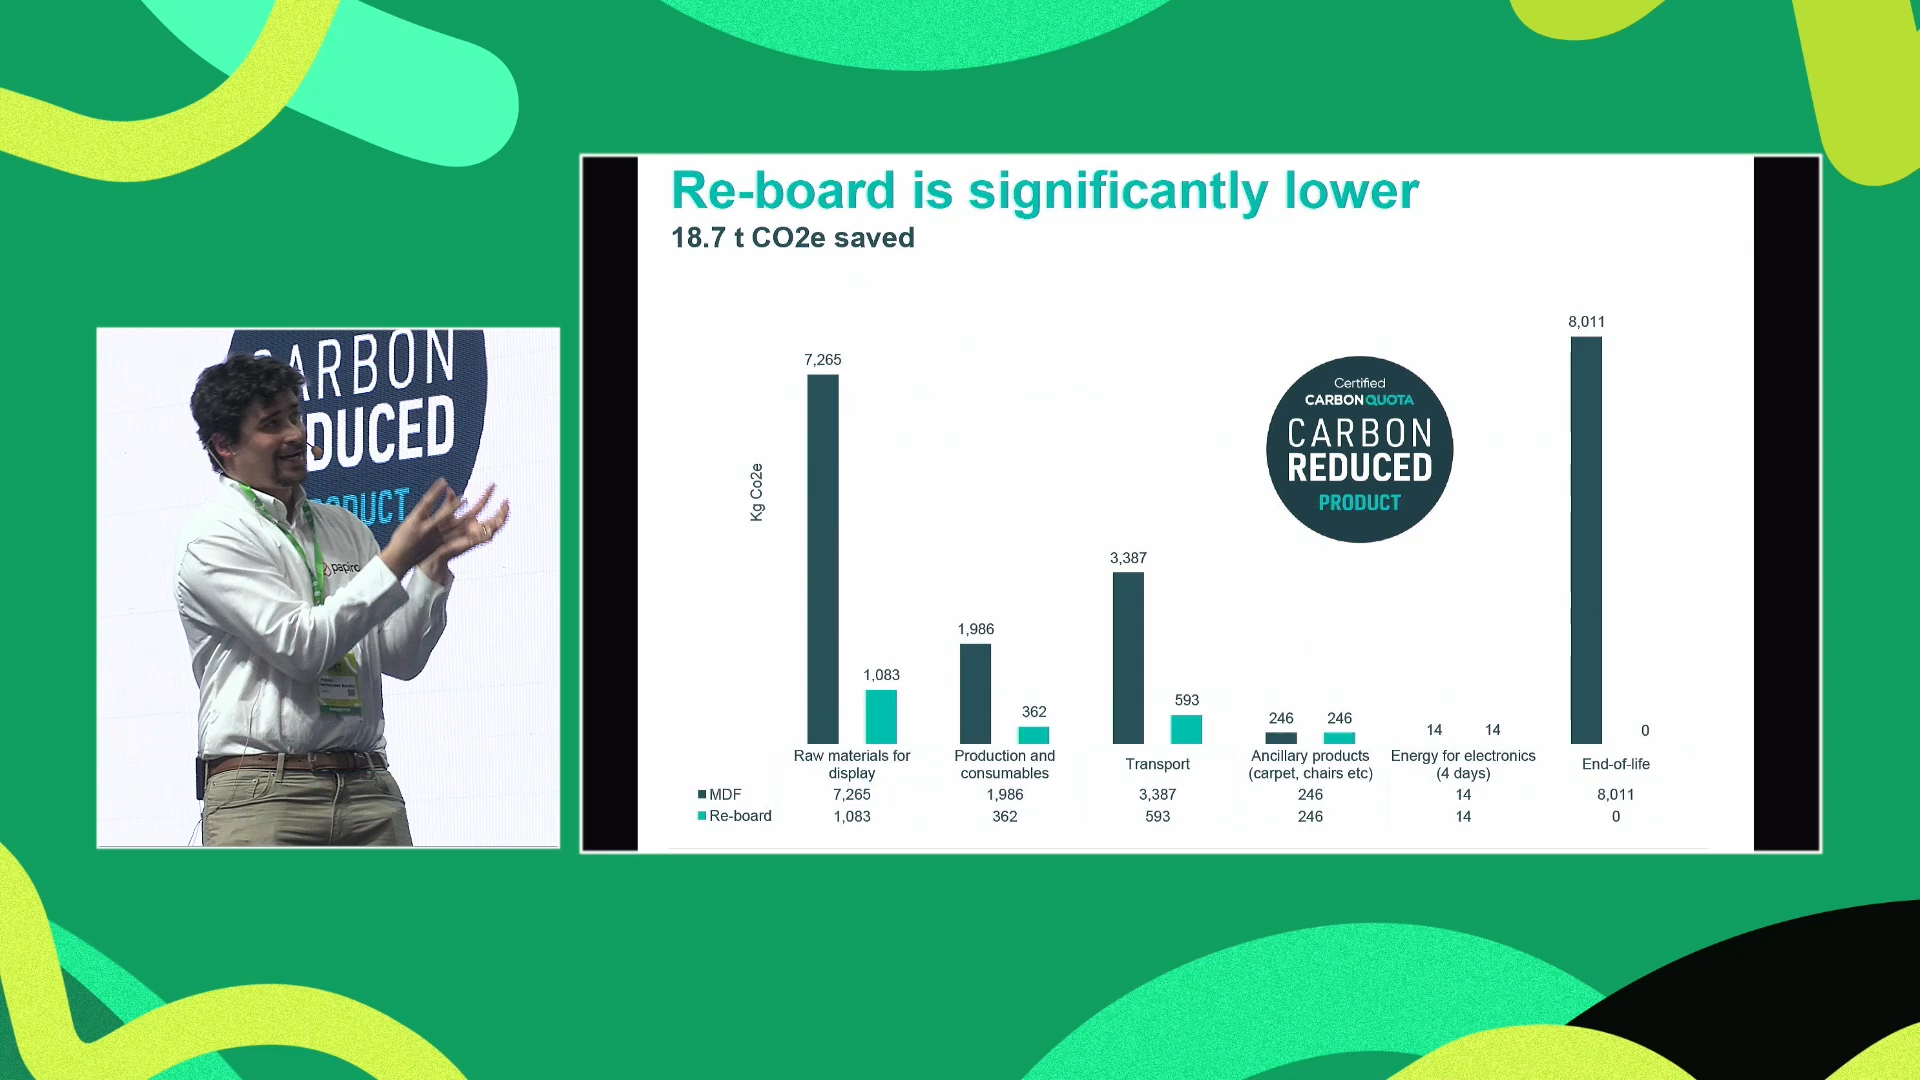 Re-board is significantly lower
18.7 t CO2e saved
Kg Co2e
7,265
1,083
1,986
362
3,387
593
246
246
14
14
8,011
0
Certified
CARBONQUOTA
CARBON
REDUCED
PRODUCT
Raw materials for
display
Production and
consumables
Transport
Ancillary products
(carpet, chairs etc)
Energy for electronics
(4 days)
End-of-life
MDF 7,265 1,986 3,387 246 14 8,011
Re-board 1,083 362 593 246 14 0
CARBON
DUCED
ODUCT
papiro